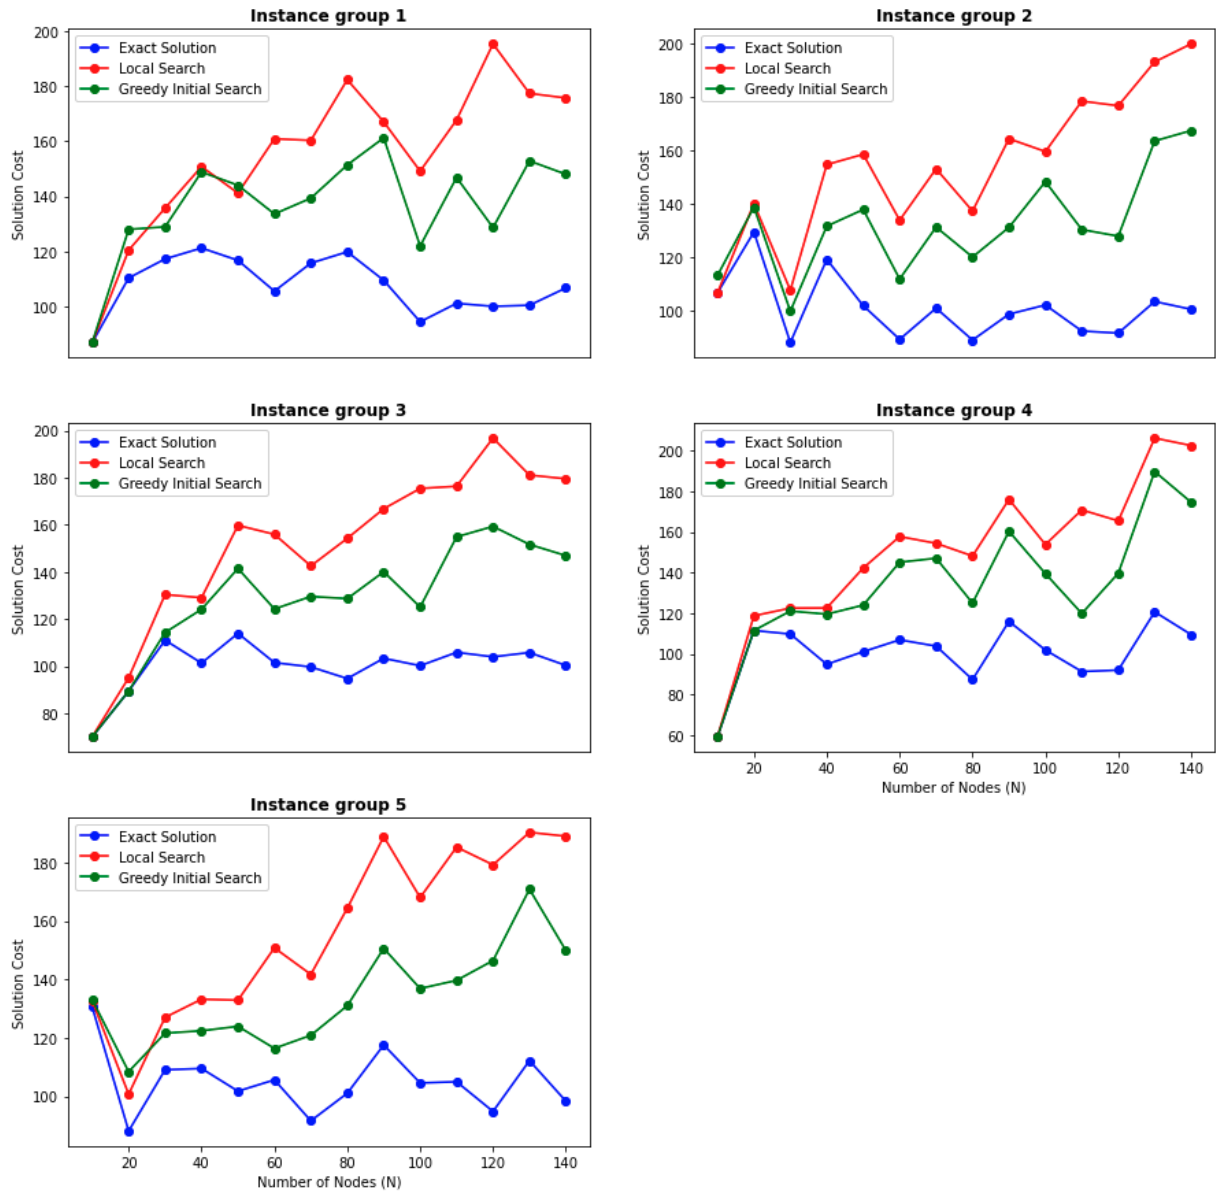 Instance group 1
200
180
160
140
120
100
Solution Cost
Exact Solution
Local Search
Greedy Initial Search
Instance group 2
200
180
160
140
120
100
Solution Cost
Exact Solution
Local Search
Greedy Initial Search
Instance group 3
200
180
160
140
120
100
80
Solution Cost
Exact Solution
Local Search
Greedy Initial Search
Instance group 4
200
180
160
140
120
100
80
60
Solution Cost
Exact Solution
Local Search
Greedy Initial Search
20 40 60 80 100 120 140
Number of Nodes (N)
Instance group 5
180
160
140
120
100
Solution Cost
Exact Solution
Local Search
Greedy Initial Search
20 40 60 80 100 120 140
Number of Nodes (N)